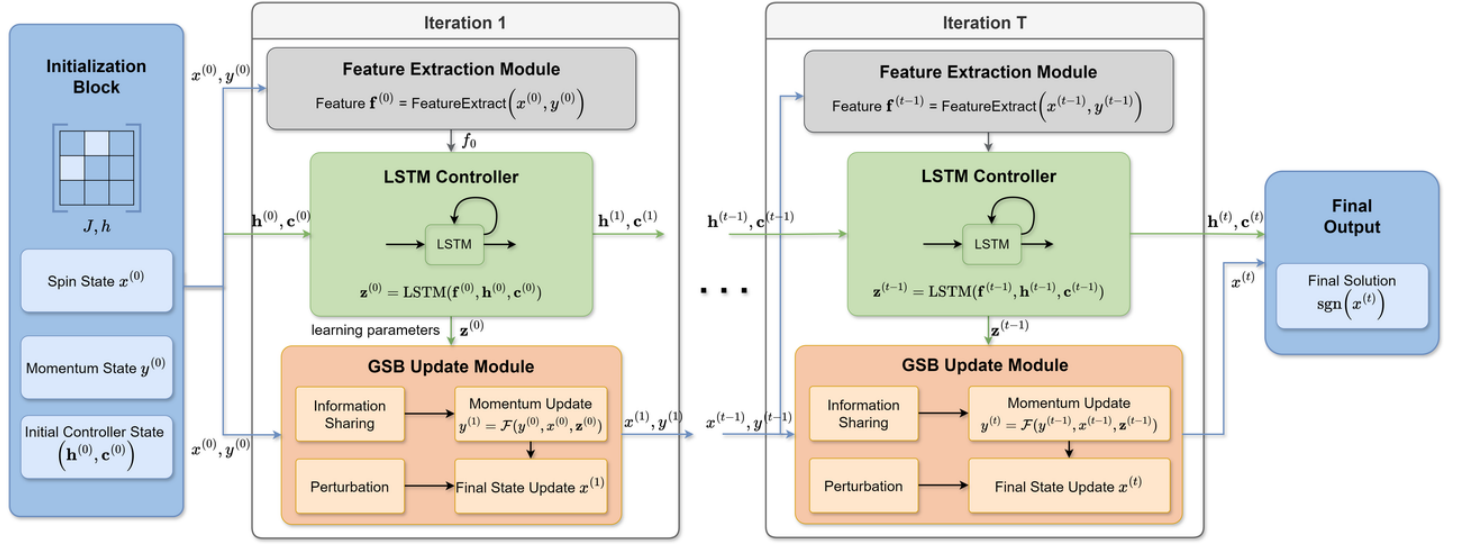 Initialization
Block
J, h
Spin State x^(0)
Momentum State y^(0)
Initial Controller State
(h^(0), c^(0))
x^(0), y^(0)
h^(0), c^(0)
x^(0), y^(0)
Iteration 1
Feature Extraction Module
Feature f^(0) = FeatureExtract(x^(0), y^(0))
f_0
LSTM Controller
LSTM
z^(0) = LSTM(f^(0), h^(0), c^(0))
h^(1), c^(1)
learning parameters
z^(0)
GSB Update Module
Information
Sharing
Momentum Update
y^(1) = F(y^(0), x^(0), z^(0))
Perturbation
Final State Update x^(1)
x^(1), y^(1)
. . .
Iteration T
Feature Extraction Module
Feature f^(t−1) = FeatureExtract(x^(t−1), y^(t−1))
h^(t−1), c^(t−1)
LSTM Controller
LSTM
z^(t−1) = LSTM(f^(t−1), h^(t−1), c^(t−1))
z^(t−1)
x^(t−1), y^(t−1)
GSB Update Module
Information
Sharing
Momentum Update
y^(t) = F(y^(t−1), x^(t−1), z^(t−1))
Perturbation
Final State Update x^(t)
h^(t), c^(t)
x^(t)
Final
Output
Final Solution
sgn(x^(t))